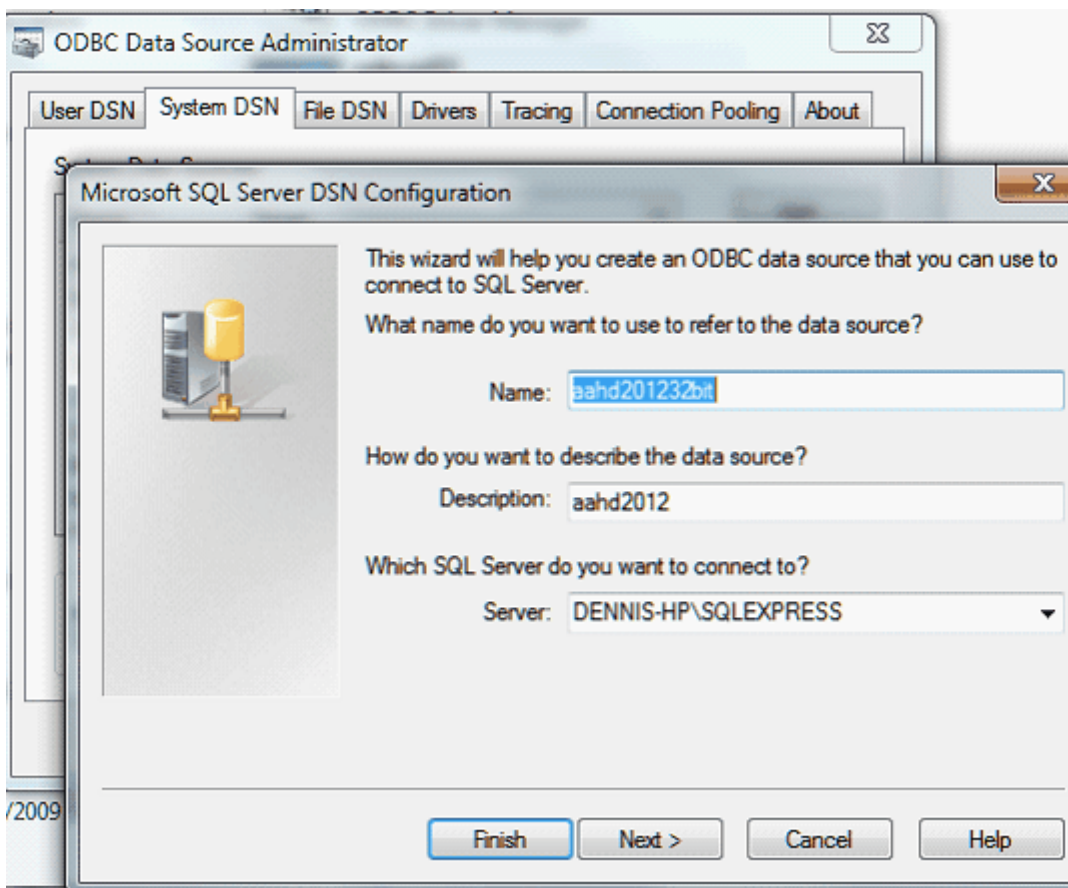 ODBC Data Source Administrator
User DSN System DSN File DSN Drivers Tracing Connection Pooling About
Microsoft SQL Server DSN Configuration
This wizard will help you create an ODBC data source that you can use to
connect to SQL Server.
What name do you want to use to refer to the data source?
Name: aahd201232bit
How do you want to describe the data source?
Description: aahd2012
Which SQL Server do you want to connect to?
Server: DENNIS-HP\SQLEXPRESS
/2009
Finish Next > Cancel Help